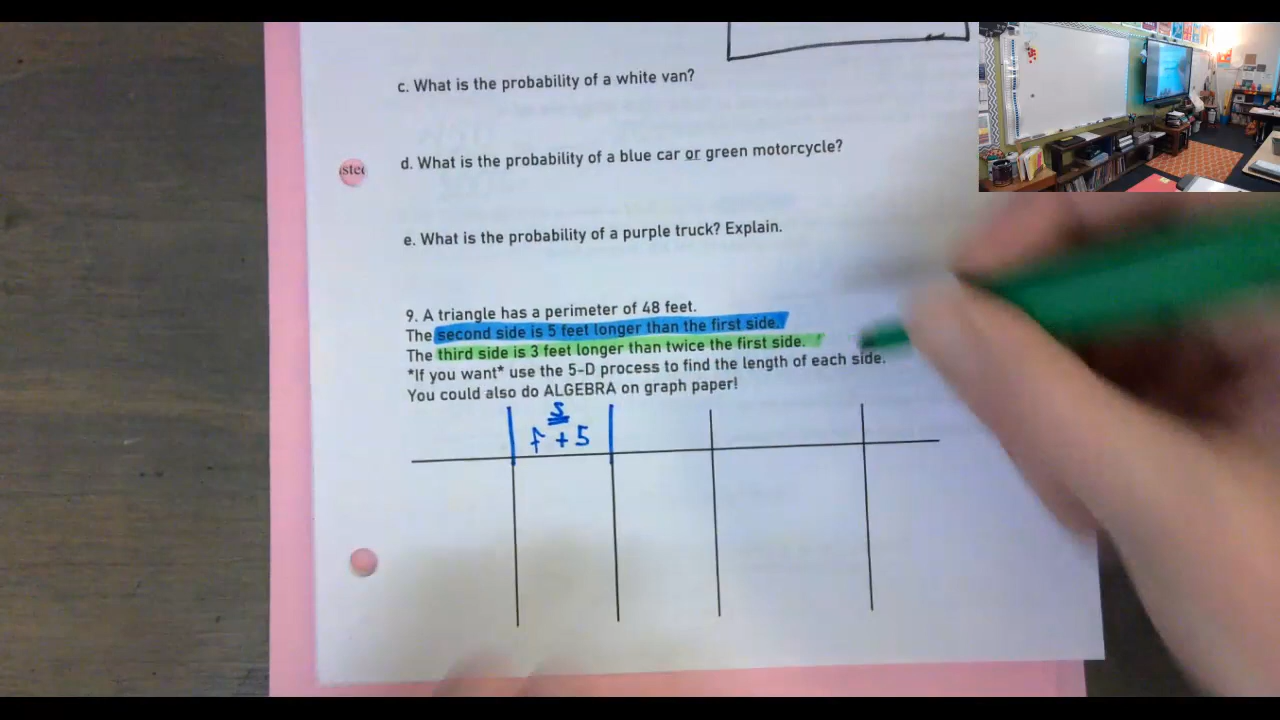 c. What is the probability of a white van?
d. What is the probability of a blue car or green motorcycle?
e. What is the probability of a purple truck? Explain.
9. A triangle has a perimeter of 48 feet.
The second side is 5 feet longer than the first side.
The third side is 3 feet longer than twice the first side.
*If you want* use the 5-D process to find the length of each side.
You could also do ALGEBRA on graph paper!
S
f + 5